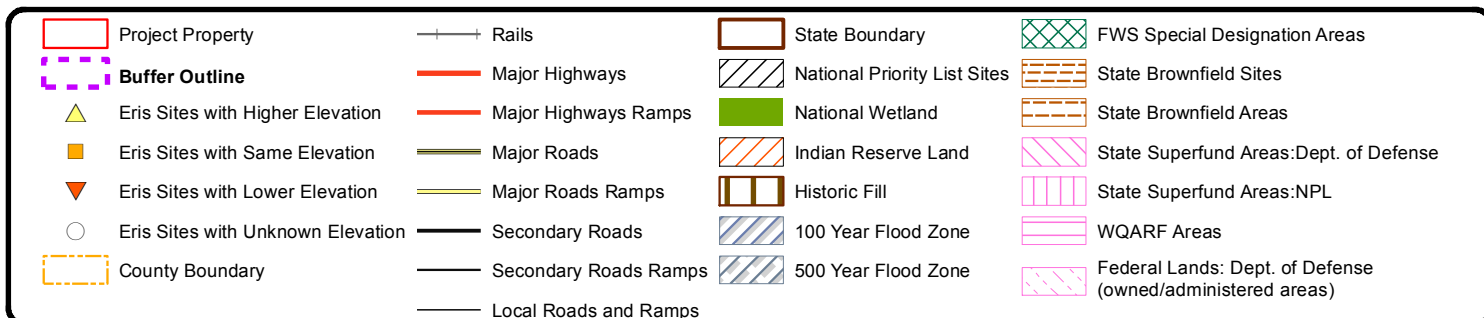 Project Property
Buffer Outline
Eris Sites with Higher Elevation
Eris Sites with Same Elevation
Eris Sites with Lower Elevation
Eris Sites with Unknown Elevation
County Boundary
Rails
Major Highways
Major Highways Ramps
Major Roads
Major Roads Ramps
Secondary Roads
Secondary Roads Ramps
Local Roads and Ramps
State Boundary
National Priority List Sites
National Wetland
Indian Reserve Land
Historic Fill
100 Year Flood Zone
500 Year Flood Zone
FWS Special Designation Areas
State Brownfield Sites
State Brownfield Areas
State Superfund Areas:Dept. of Defense
State Superfund Areas:NPL
WQARF Areas
Federal Lands: Dept. of Defense
(owned/administered areas)